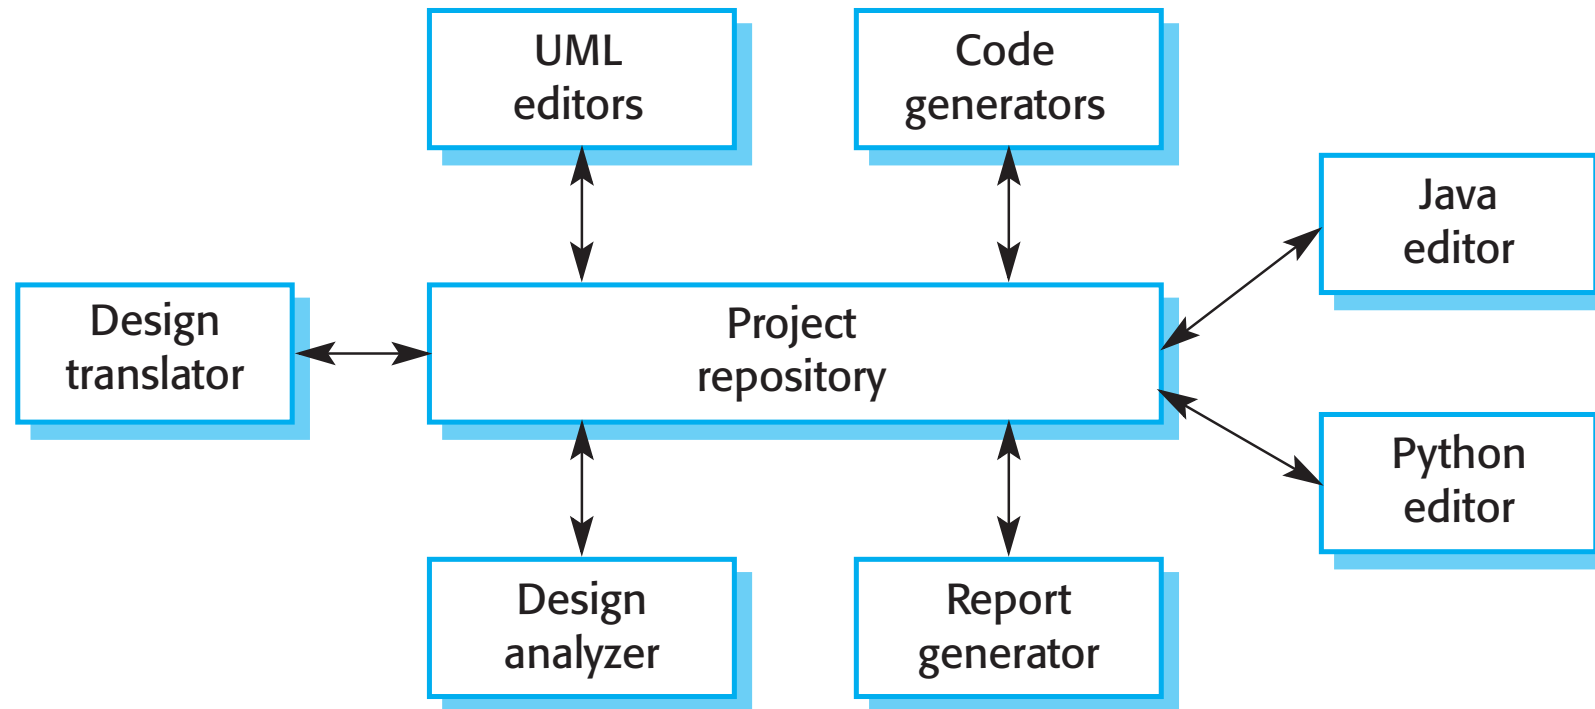 UML
editors
Code
generators
Java
editor
Design
translator
Project
repository
Python
editor
Design
analyzer
Report
generator